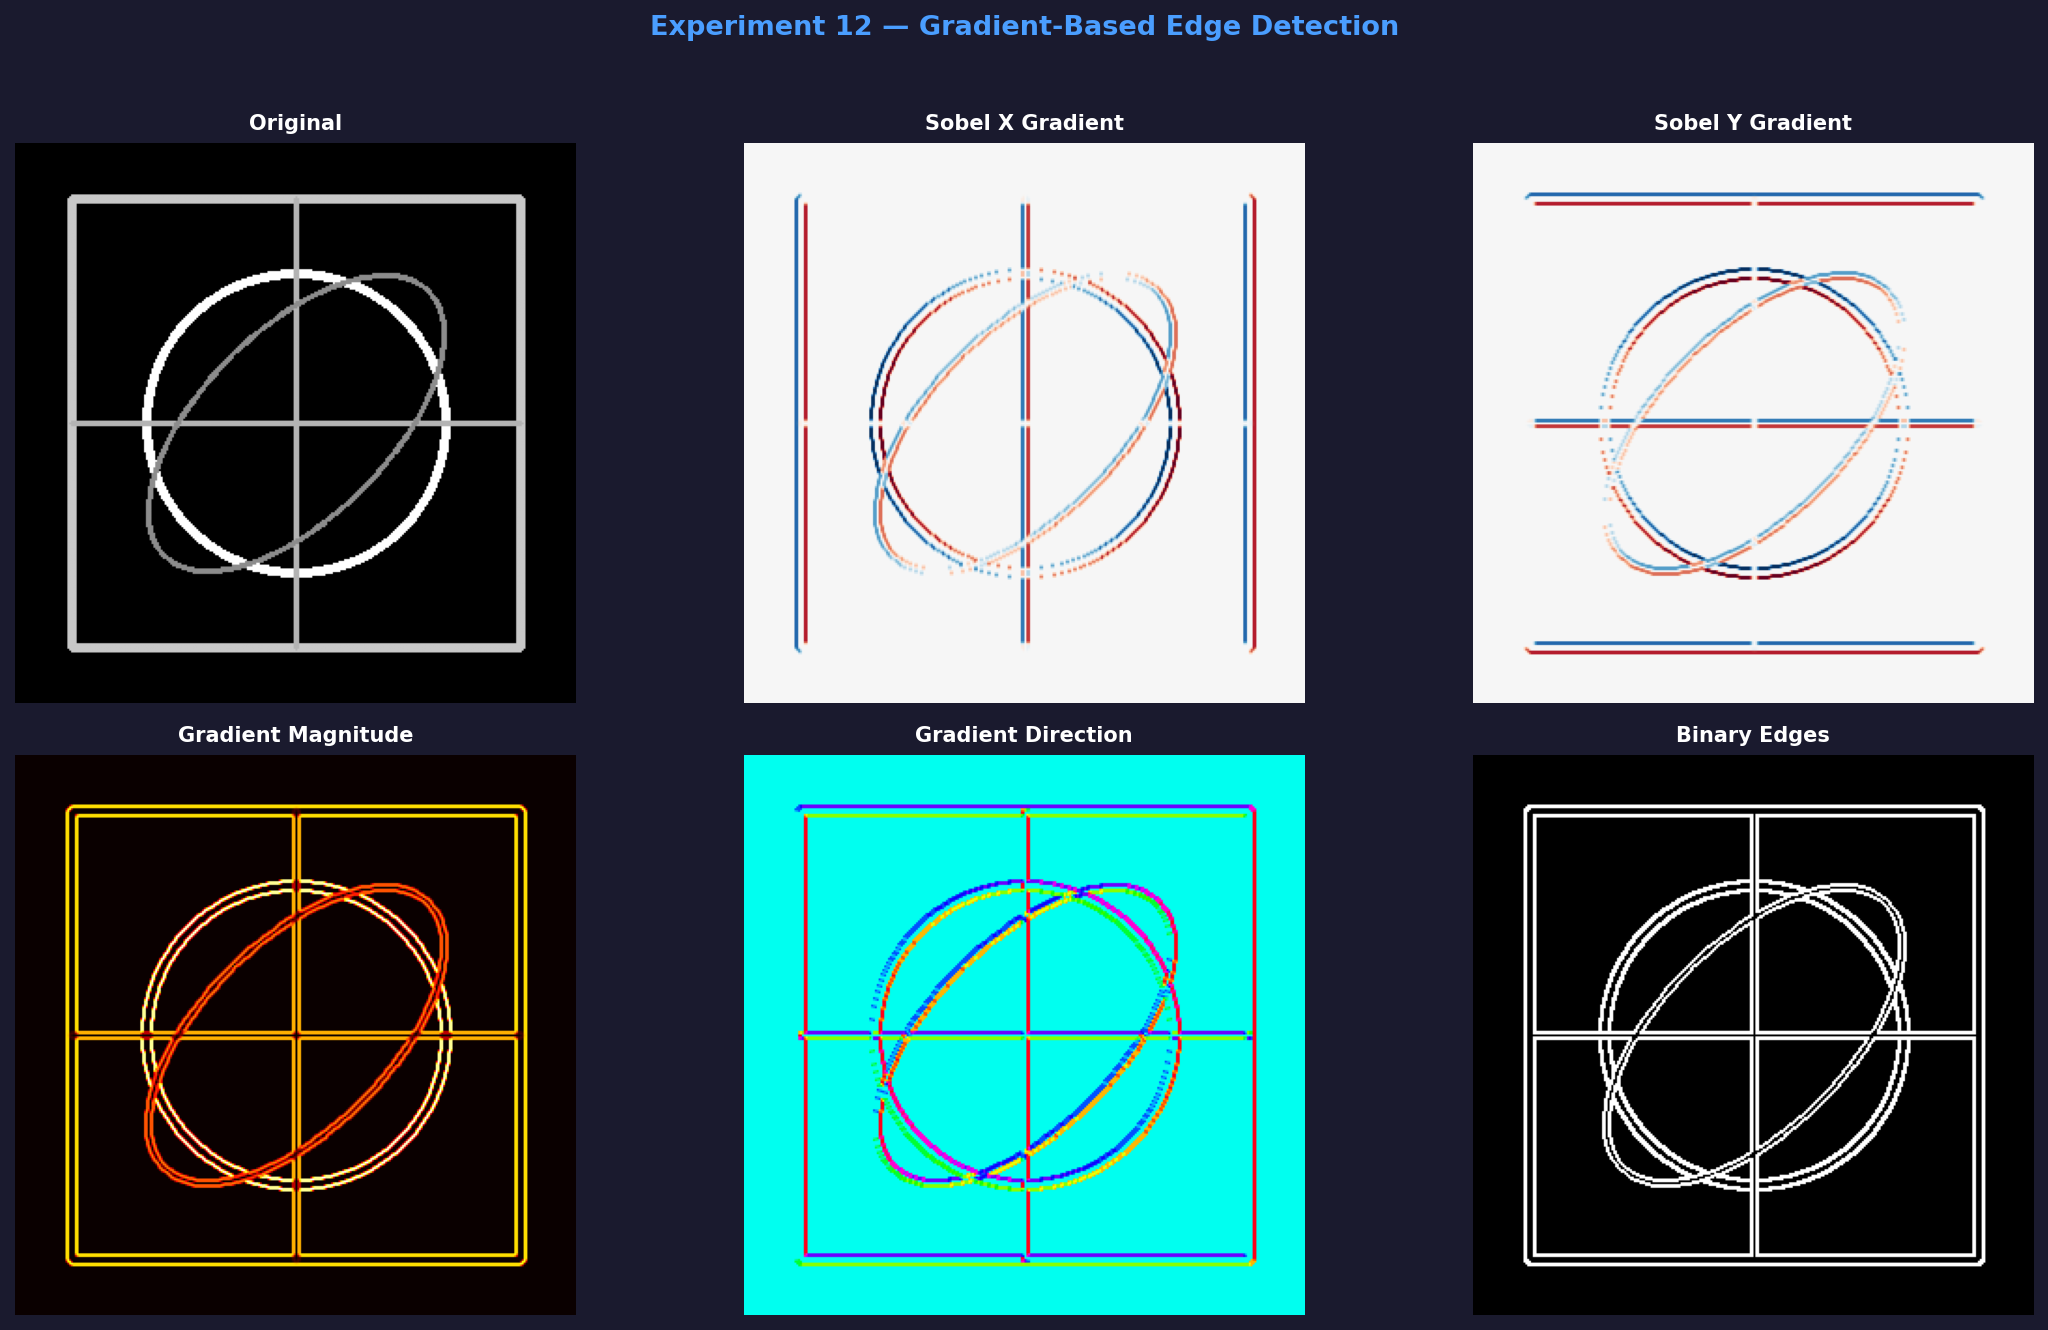 Experiment 12 — Gradient-Based Edge Detection
Original
Sobel X Gradient
Sobel Y Gradient
Gradient Magnitude
Gradient Direction
Binary Edges